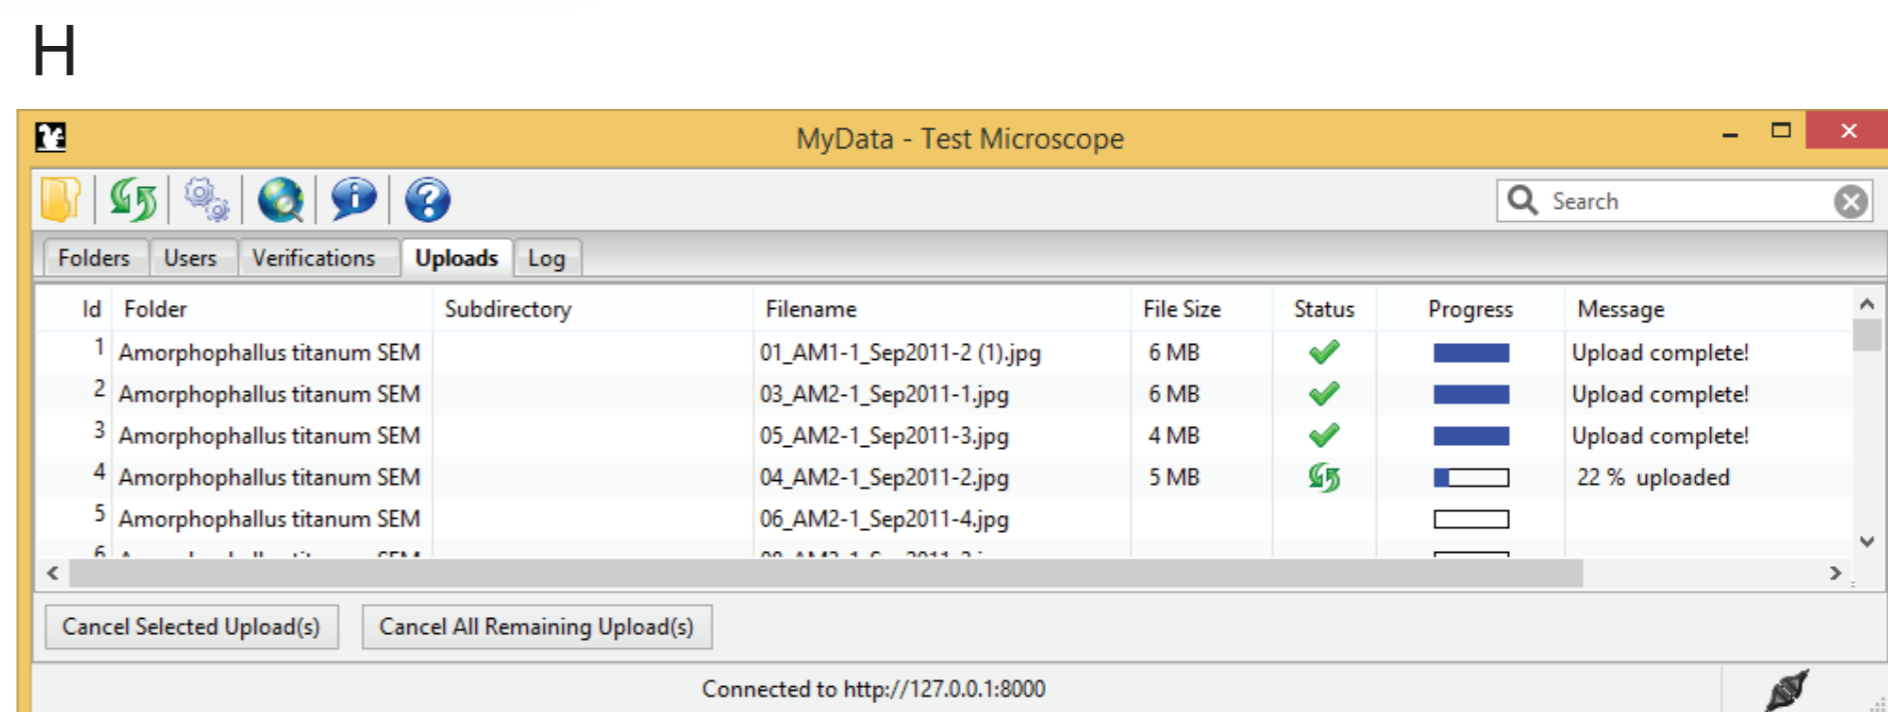 H
MyData - Test Microscope
Search
Folders Users Verifications Uploads Log
Id Folder Subdirectory Filename File Size Status Progress Message
1 Amorphophallus titanum SEM 01_AM1-1_Sep2011-2 (1).jpg 6 MB Upload complete!
2 Amorphophallus titanum SEM 03_AM2-1_Sep2011-1.jpg 6 MB Upload complete!
3 Amorphophallus titanum SEM 05_AM2-1_Sep2011-3.jpg 4 MB Upload complete!
4 Amorphophallus titanum SEM 04_AM2-1_Sep2011-2.jpg 5 MB 22 % uploaded
5 Amorphophallus titanum SEM 06_AM2-1_Sep2011-4.jpg
6
Cancel Selected Upload(s) Cancel All Remaining Upload(s)
Connected to http://127.0.0.1:8000